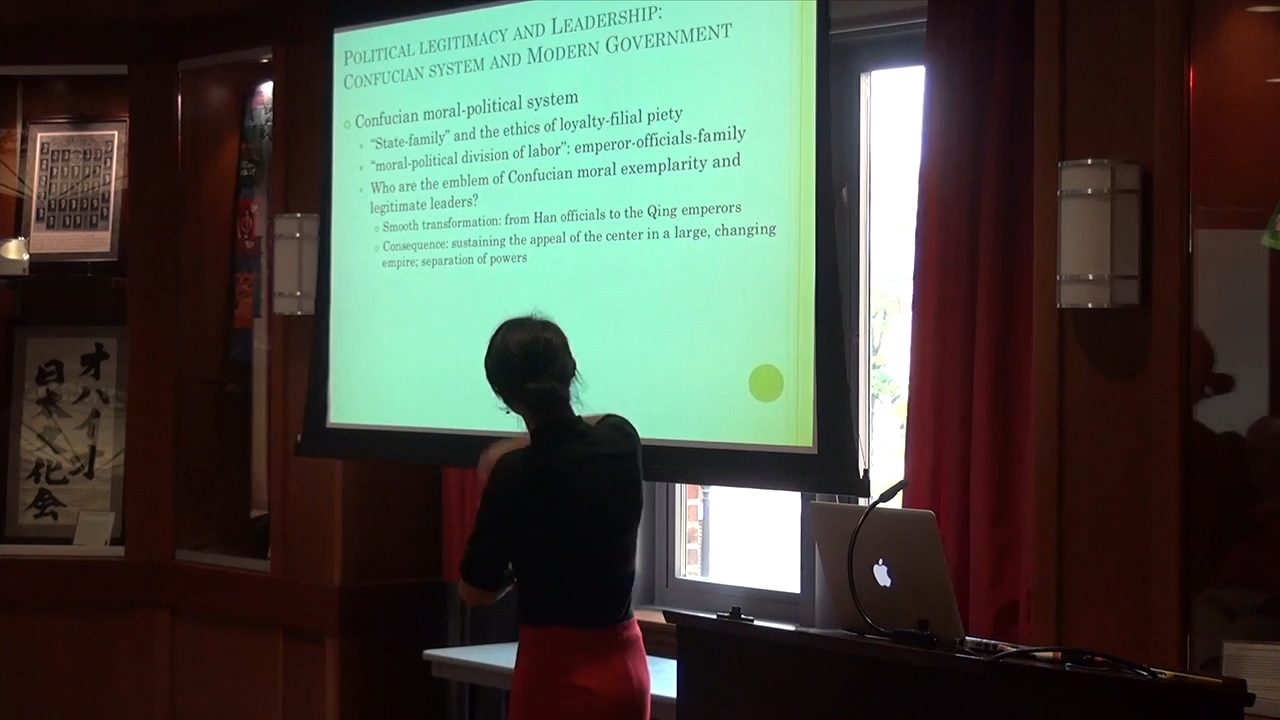 POLITICAL LEGITIMACY AND LEADERSHIP:
CONFUCIAN SYSTEM AND MODERN GOVERNMENT
Confucian moral-political system
"State-family" and the ethics of loyalty-filial piety
"moral-political division of labor": emperor-officials-family
Who are the emblem of Confucian moral exemplarity and
legitimate leaders?
Smooth transformation: from Han officials to the Qing emperors
Consequence: sustaining the appeal of the center in a large, changing
empire; separation of powers
オハイオ
日本文化会